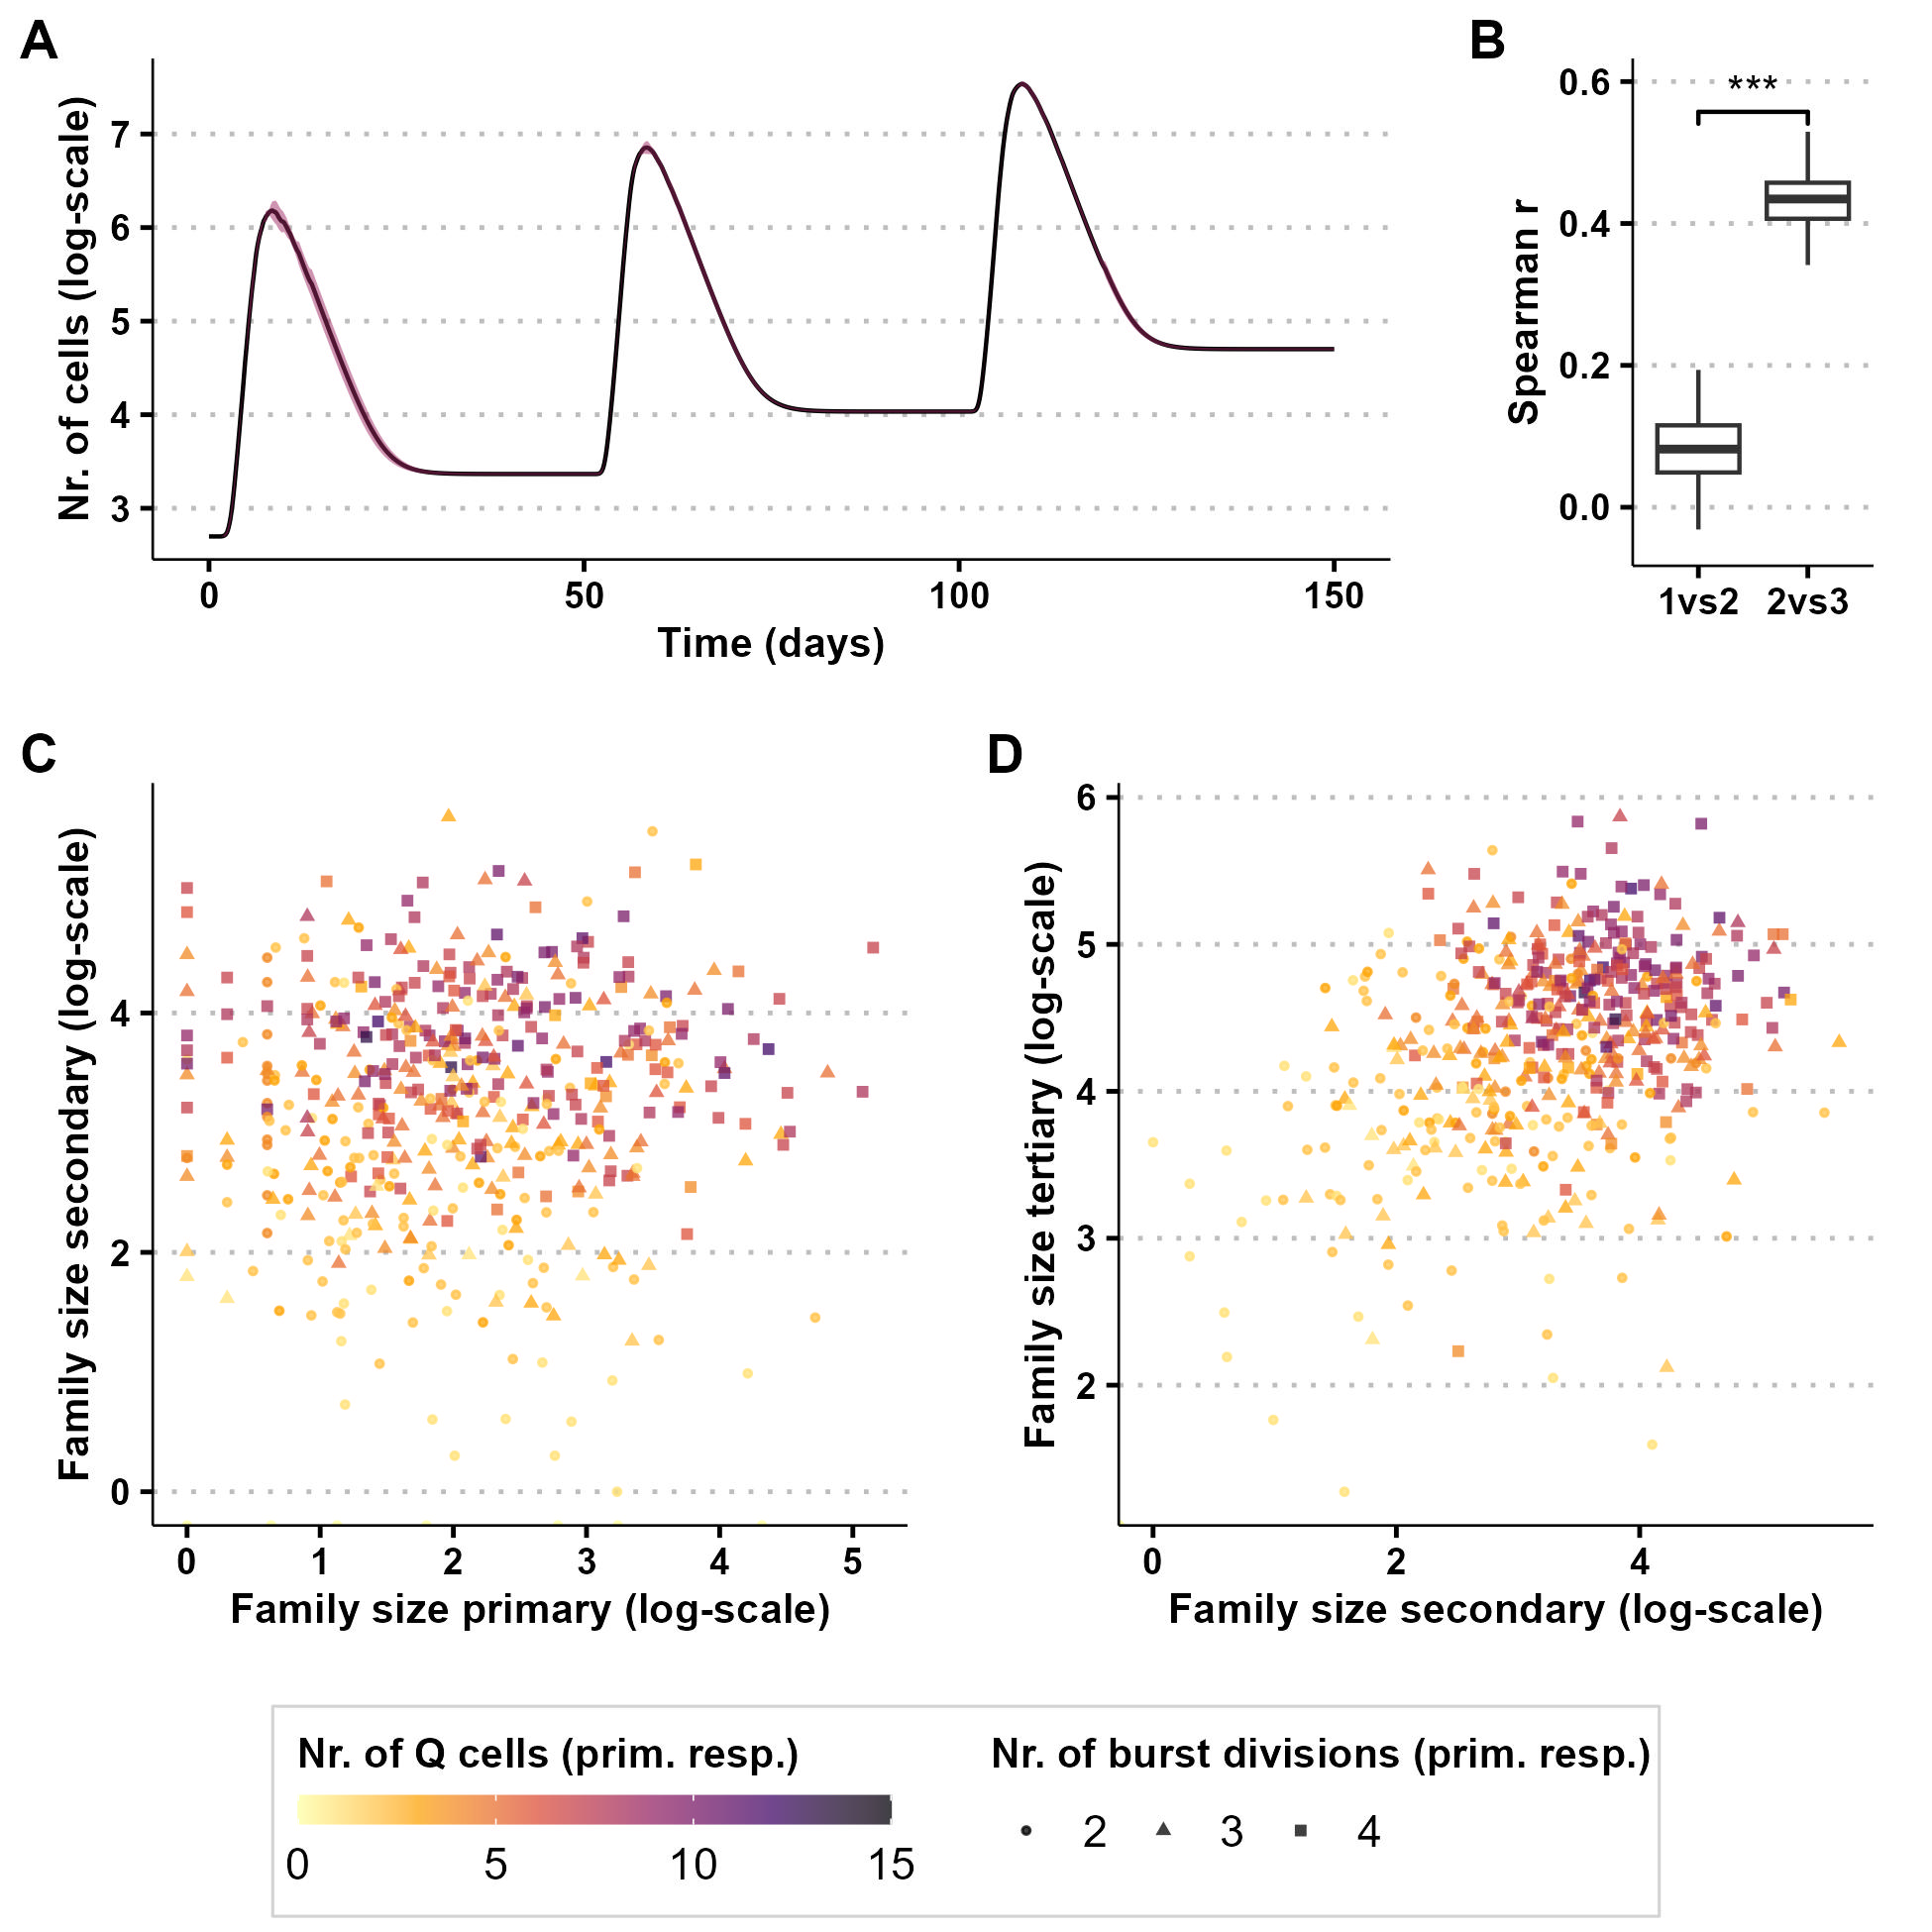 A
Nr. of cells (log-scale)
7
6
5
4
3
0 50 100 150
Time (days)
B
Spearman r
0.6
0.4
0.2
0.0
***
1vs2 2vs3
C
Family size secondary (log-scale)
4
2
0
0 1 2 3 4 5
Family size primary (log-scale)
D
Family size tertiary (log-scale)
6
5
4
3
2
0 2 4
Family size secondary (log-scale)
Nr. of Q cells (prim. resp.)
0 5 10 15
Nr. of burst divisions (prim. resp.)
2 3 4